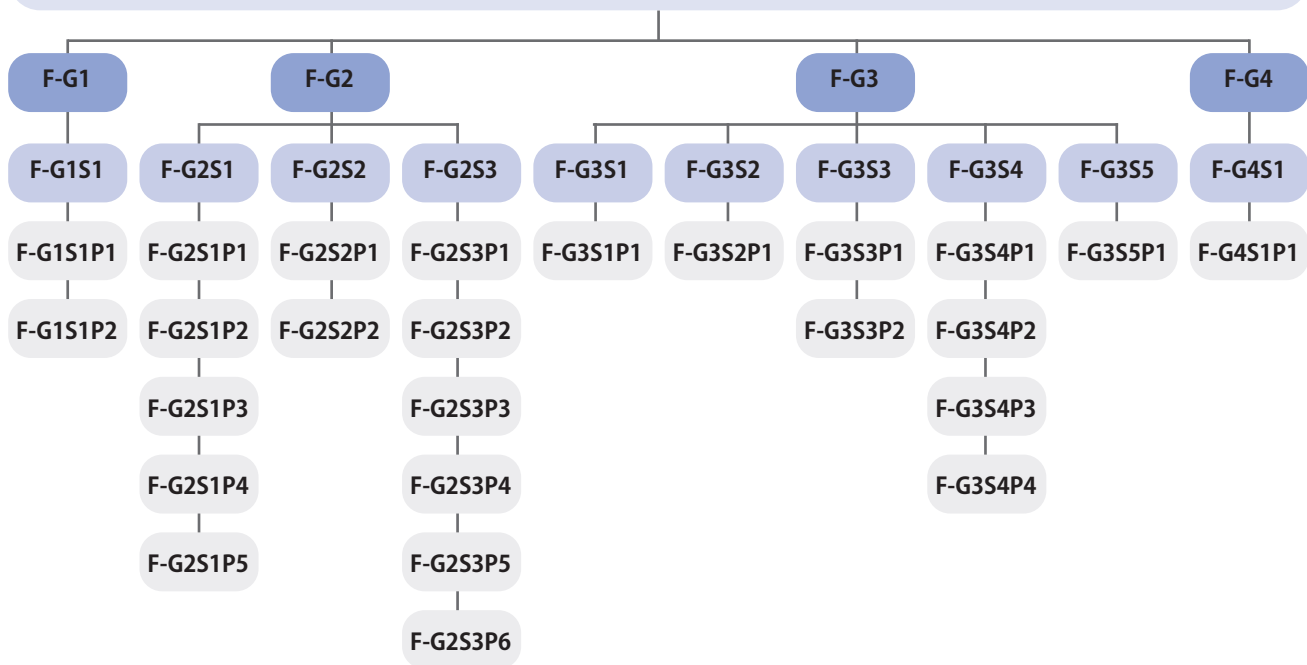 F-G1 F-G2 F-G3 F-G4
F-G1S1 F-G2S1 F-G2S2 F-G2S3 F-G3S1 F-G3S2 F-G3S3 F-G3S4 F-G3S5 F-G4S1
F-G1S1P1 F-G2S1P1 F-G2S2P1 F-G2S3P1 F-G3S1P1 F-G3S2P1 F-G3S3P1 F-G3S4P1 F-G3S5P1 F-G4S1P1
F-G1S1P2 F-G2S1P2 F-G2S2P2 F-G2S3P2 F-G3S3P2 F-G3S4P2
F-G2S1P3 F-G2S3P3 F-G3S4P3
F-G2S1P4 F-G2S3P4 F-G3S4P4
F-G2S1P5 F-G2S3P5
F-G2S3P6